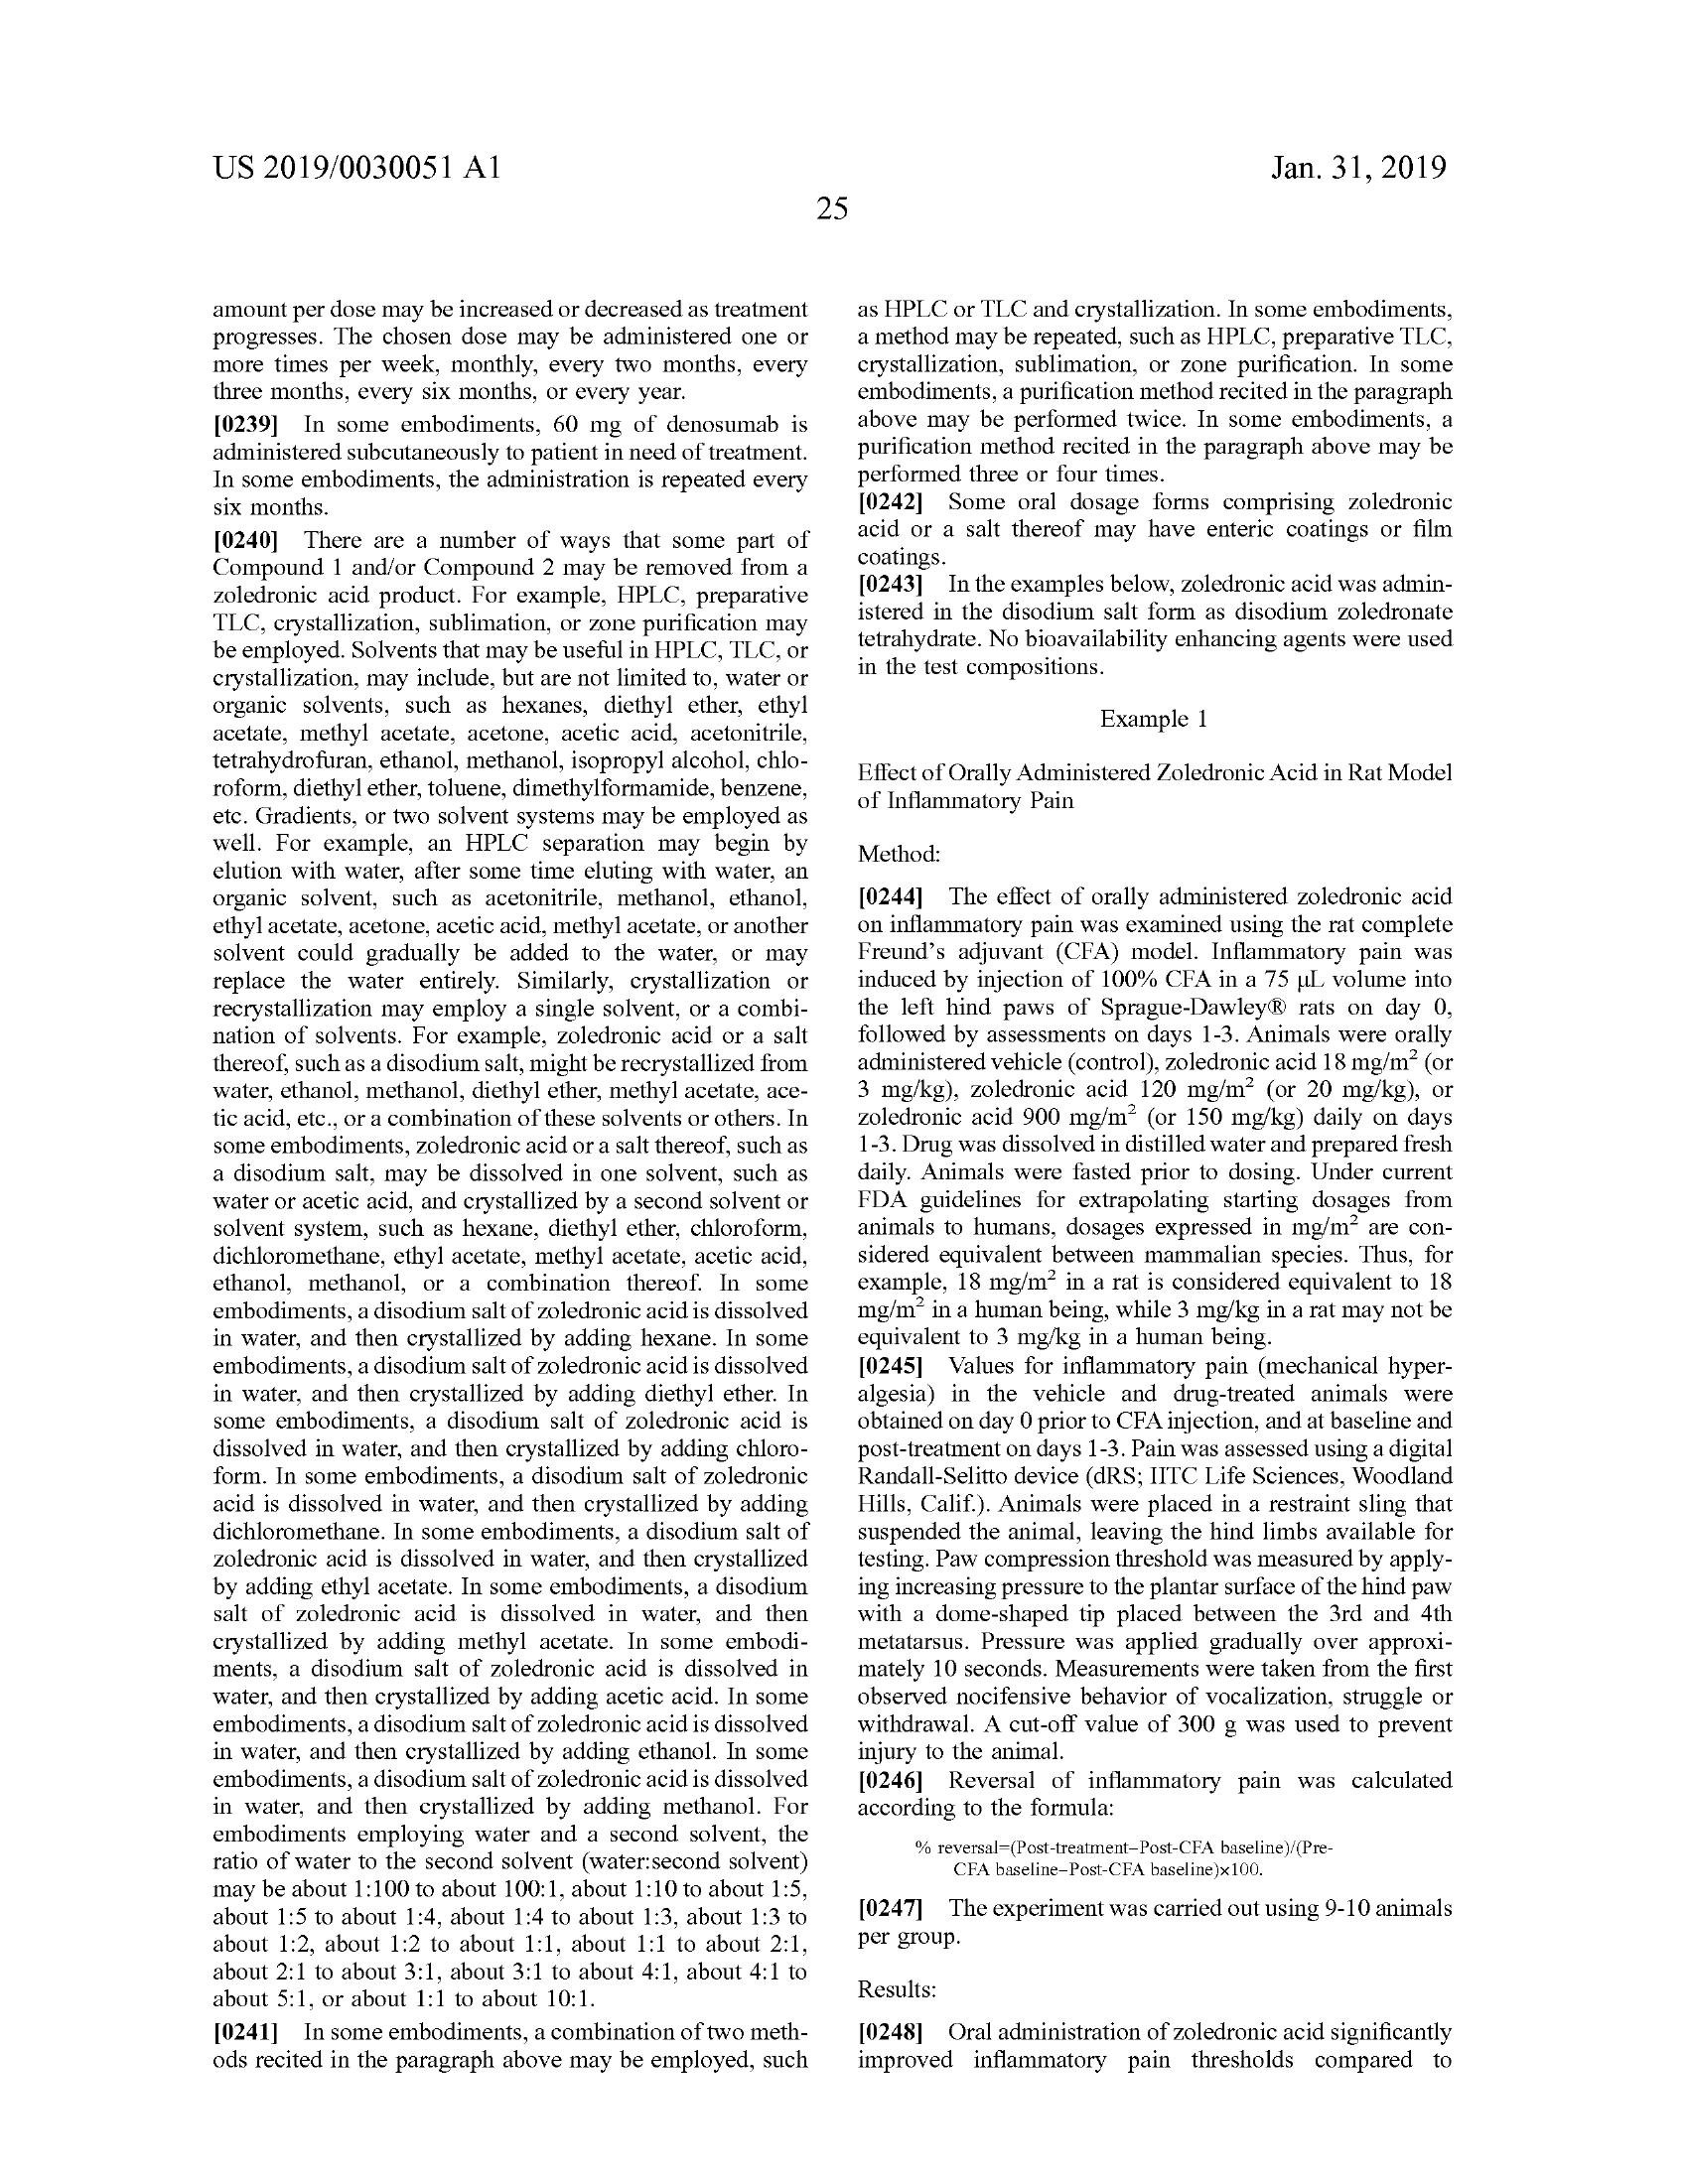 US 2019/0030051 A1
Jan. 31, 2019
25
amount per dose may be increased or decreased as treatment
progresses. The chosen dose may be administered one or
more times per week, monthly, every two months, every
three months, every six months, or every year.
[0239] In some embodiments, 60 mg of denosumab is
administered subcutaneously to patient in need of treatment.
In some embodiments, the administration is repeated every
six months.
[0240] There are a number of ways that some part of
Compound 1 and/or Compound 2 may be removed from a
zoledronic acid product. For example, HPLC, preparative
TLC, crystallization, sublimation, or zone purification may
be employed. Solvents that may be useful in HPLC, TLC, or
crystallization, may include, but are not limited to, water or
organic solvents, such as hexanes, diethyl ether, ethyl
acetate, methyl acetate, acetone, acetic acid, acetonitrile,
tetrahydrofuran, ethanol, methanol, isopropyl alcohol, chlo-
roform, diethyl ether, toluene, dimethylformamide, benzene,
etc. Gradients, or two solvent systems may be employed as
well. For example, an HPLC separation may begin by
elution with water, after some time eluting with water, an
organic solvent, such as acetonitrile, methanol, ethanol,
ethyl acetate, acetone, acetic acid, methyl acetate, or another
solvent could gradually be added to the water, or may
replace the water entirely. Similarly, crystallization or
recrystallization may employ a single solvent, or a combi-
nation of solvents. For example, zoledronic acid or a salt
thereof, such as a disodium salt, might be recrystallized from
water, ethanol, methanol, diethyl ether, methyl acetate, ace-
tic acid, etc., or a combination of these solvents or others. In
some embodiments, zoledronic acid or a salt thereof, such as
a disodium salt, may be dissolved in one solvent, such as
water or acetic acid, and crystallized by a second solvent or
solvent system, such as hexane, diethyl ether, chloroform,
dichloromethane, ethyl acetate, methyl acetate, acetic acid,
ethanol, methanol, or a combination thereof. In some
embodiments, a disodium salt of zoledronic acid is dissolved
in water, and then crystallized by adding hexane. In some
embodiments, a disodium salt of zoledronic acid is dissolved
in water, and then crystallized by adding diethyl ether. In
some embodiments, a disodium salt of zoledronic acid is
dissolved in water, and then crystallized by adding chloro-
form. In some embodiments, a disodium salt of zoledronic
acid is dissolved in water, and then crystallized by adding
dichloromethane. In some embodiments, a disodium salt of
zoledronic acid is dissolved in water, and then crystallized
by adding ethyl acetate. In some embodiments, a disodium
salt of zoledronic acid is dissolved in water, and then
crystallized by adding methyl acetate. In some embodi-
ments, a disodium salt of zoledronic acid is dissolved in
water, and then crystallized by adding acetic acid. In some
embodiments, a disodium salt of zoledronic acid is dissolved
in water, and then crystallized by adding ethanol. In some
embodiments, a disodium salt of zoledronic acid is dissolved
in water, and then crystallized by adding methanol. For
embodiments employing water and a second solvent, the
ratio of water to the second solvent (water:second solvent)
may be about 1:100 to about 100:1, about 1:10 to about 1:5,
about 1:5 to about 1:4, about 1:4 to about 1:3, about 1:3 to
about 1:2, about 1:2 to about 1:1, about 1:1 to about 2:1,
about 2:1 to about 3:1, about 3:1 to about 4:1, about 4:1 to
about 5:1, or about 1:1 to about 10:1.
[0241] In some embodiments, a combination of two meth-
ods recited in the paragraph above may be employed, such
as HPLC or TLC and crystallization. In some embodiments,
a method may be repeated, such as HPLC, preparative TLC,
crystallization, sublimation, or zone purification. In some
embodiments, a purification method recited in the paragraph
above may be performed twice. In some embodiments, a
purification method recited in the paragraph above may be
performed three or four times.
[0242] Some oral dosage forms comprising zoledronic
acid or a salt thereof may have enteric coatings or film
coatings.
[0243] In the examples below, zoledronic acid was admin-
istered in the disodium salt form as disodium zoledronate
tetrahydrate. No bioavailability enhancing agents were used
in the test compositions.
Example 1
Effect of Orally Administered Zoledronic Acid in Rat Model
of Inflammatory Pain
Method:
[0244] The effect of orally administered zoledronic acid
on inflammatory pain was examined using the rat complete
Freund's adjuvant (CFA) model. Inflammatory pain was
induced by injection of 100% CFA in a 75 µL volume into
the left hind paws of Sprague-Dawley® rats on day 0,
followed by assessments on days 1-3. Animals were orally
administered vehicle (control), zoledronic acid 18 mg/m² (or
3 mg/kg), zoledronic acid 120 mg/m² (or 20 mg/kg), or
zoledronic acid 900 mg/m² (or 150 mg/kg) daily on days
1-3. Drug was dissolved in distilled water and prepared fresh
daily. Animals were fasted prior to dosing. Under current
FDA guidelines for extrapolating starting dosages from
animals to humans, dosages expressed in mg/m² are con-
sidered equivalent between mammalian species. Thus, for
example, 18 mg/m² in a rat is considered equivalent to 18
mg/m² in a human being, while 3 mg/kg in a rat may not be
equivalent to 3 mg/kg in a human being.
[0245] Values for inflammatory pain (mechanical hyper-
algesia) in the vehicle and drug-treated animals were
obtained on day 0 prior to CFA injection, and at baseline and
post-treatment on days 1-3. Pain was assessed using a digital
Randall-Selitto device (dRS; IITC Life Sciences, Woodland
Hills, Calif.). Animals were placed in a restraint sling that
suspended the animal, leaving the hind limbs available for
testing. Paw compression threshold was measured by apply-
ing increasing pressure to the plantar surface of the hind paw
with a dome-shaped tip placed between the 3rd and 4th
metatarsus. Pressure was applied gradually over approxi-
mately 10 seconds. Measurements were taken from the first
observed nocifensive behavior of vocalization, struggle or
withdrawal. A cut-off value of 300 g was used to prevent
injury to the animal.
[0246] Reversal of inflammatory pain was calculated
according to the formula:
% reversal=(Post-treatment–Post-CFA baseline)/(Pre-
CFA baseline–Post-CFA baseline)×100.
[0247] The experiment was carried out using 9-10 animals
per group.
Results:
[0248] Oral administration of zoledronic acid significantly
improved inflammatory pain thresholds compared to